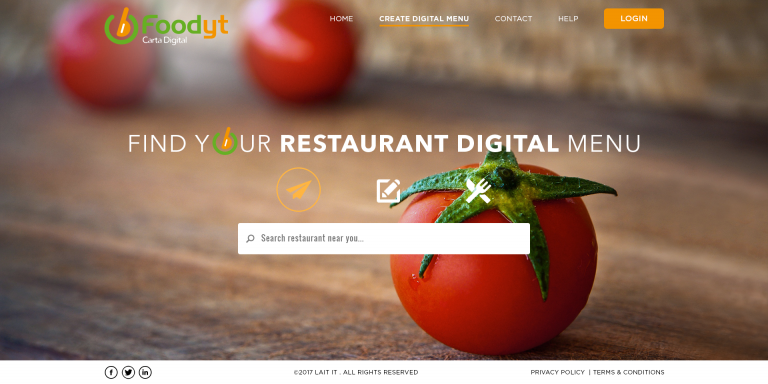 Foodyt
Carta Digital
HOME
CREATE DIGITAL MENU
CONTACT
HELP
LOGIN
FIND YOUR RESTAURANT DIGITAL MENU
Search restaurant near you...
©2017 LAIT IT . ALL RIGHTS RESERVED
PRIVACY POLICY | TERMS & CONDITIONS